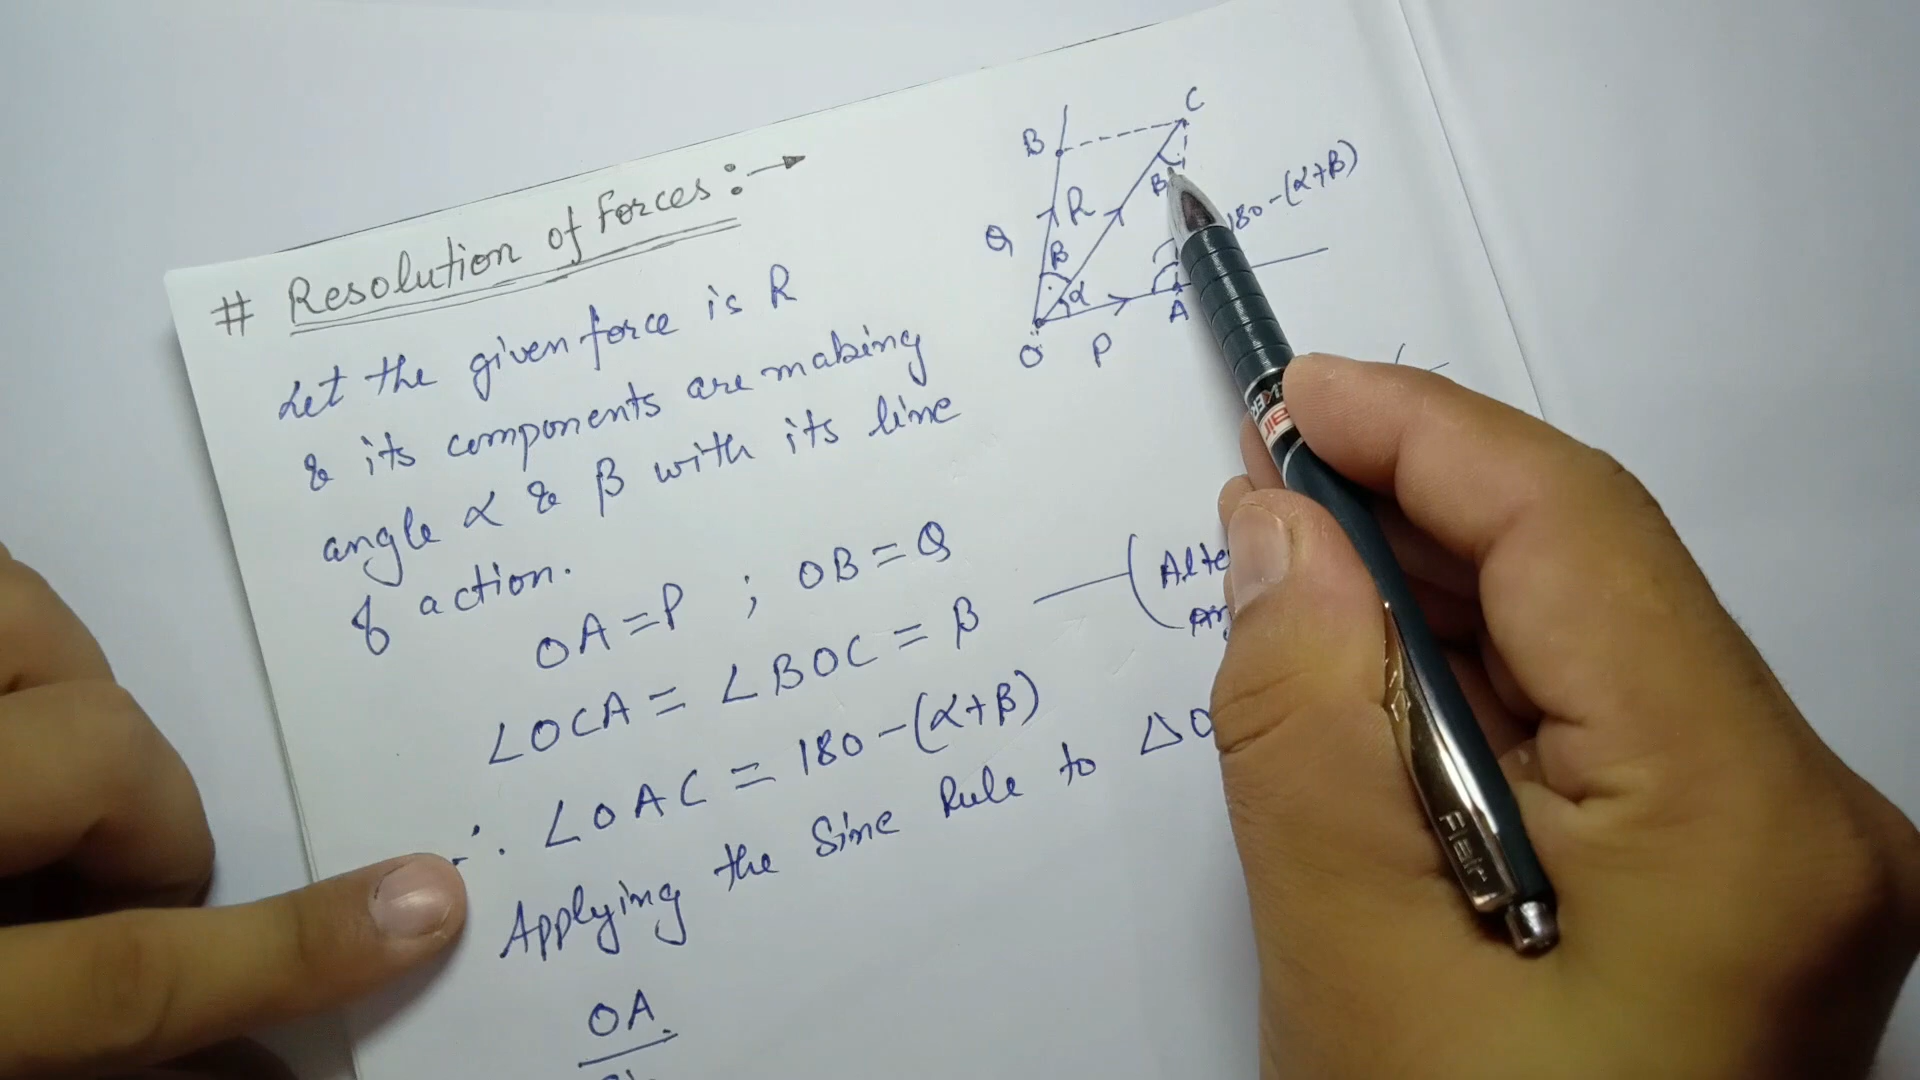 # Resolution of Forces:→
Let the given force is R
& its components are making
angle α & β with its line
of action.
OA=P ; OB=Q
∠OCA = ∠BOC = β
∴ ∠OAC = 180-(α+β)
Applying the Sine Rule to Δ
OA
B
C
Q
R
β
β
180-(α+β)
α
O
P
A
Flair